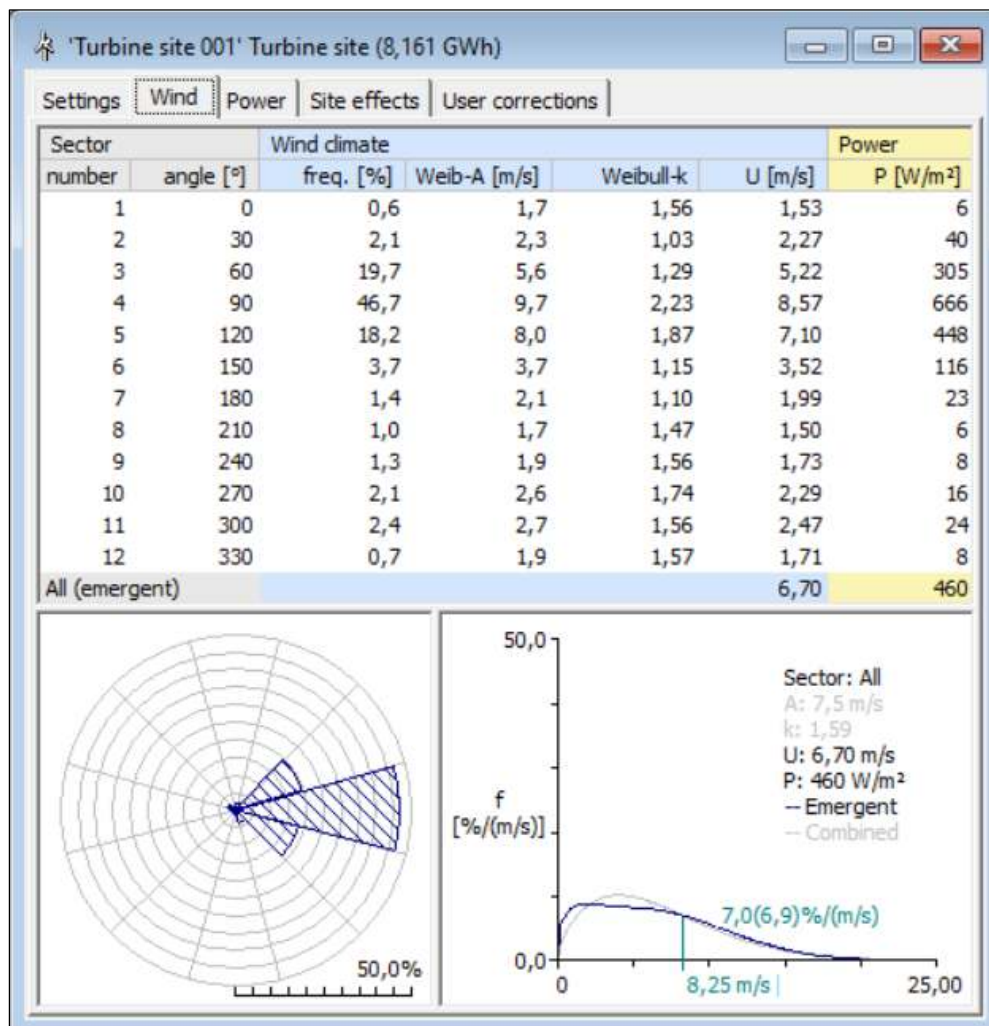 'Turbine site 001' Turbine site (8,161 GWh)
Settings Wind Power Site effects User corrections
Sector Wind climate Power
number angle [°] freq. [%] Weib-A [m/s] Weibull-k U [m/s] P [W/m²]
1 0 0,6 1,7 1,56 1,53 6
2 30 2,1 2,3 1,03 2,27 40
3 60 19,7 5,6 1,29 5,22 305
4 90 46,7 9,7 2,23 8,57 666
5 120 18,2 8,0 1,87 7,10 448
6 150 3,7 3,7 1,15 3,52 116
7 180 1,4 2,1 1,10 1,99 23
8 210 1,0 1,7 1,47 1,50 6
9 240 1,3 1,9 1,56 1,73 8
10 270 2,1 2,6 1,74 2,29 16
11 300 2,4 2,7 1,56 2,47 24
12 330 0,7 1,9 1,57 1,71 8
All (emergent) 6,70 460
50,0%
50,0
Sector: All
A: 7,5 m/s
k: 1,59
U: 6,70 m/s
P: 460 W/m²
-- Emergent
-- Combined
f
[%/(m/s)]
7,0(6,9)%/(m/s)
0,0
0 8,25 m/s 25,00